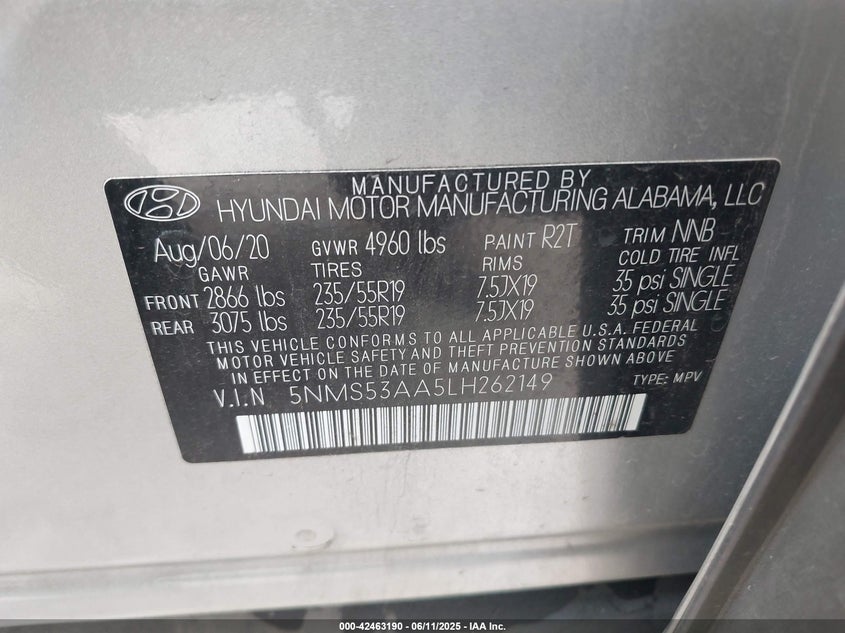 MANUFACTURED BY
HYUNDAI MOTOR MANUFACTURING ALABAMA, LLC
Aug/06/20 GVWR 4960 lbs PAINT R2T TRIM NNB
GAWR TIRES RIMS COLD TIRE INFL
FRONT 2866 lbs 235/55R19 7.5JX19 35 psi SINGLE
REAR 3075 lbs 235/55R19 7.5JX19 35 psi SINGLE
THIS VEHICLE CONFORMS TO ALL APPLICABLE U.S.A. FEDERAL
MOTOR VEHICLE SAFETY AND THEFT PREVENTION STANDARDS
IN EFFECT ON THE DATE OF MANUFACTURE SHOWN ABOVE
V.I.N 5NMS53AA5LH262149 TYPE: MPV
000-42463190 - 06/11/2025 - IAA Inc.